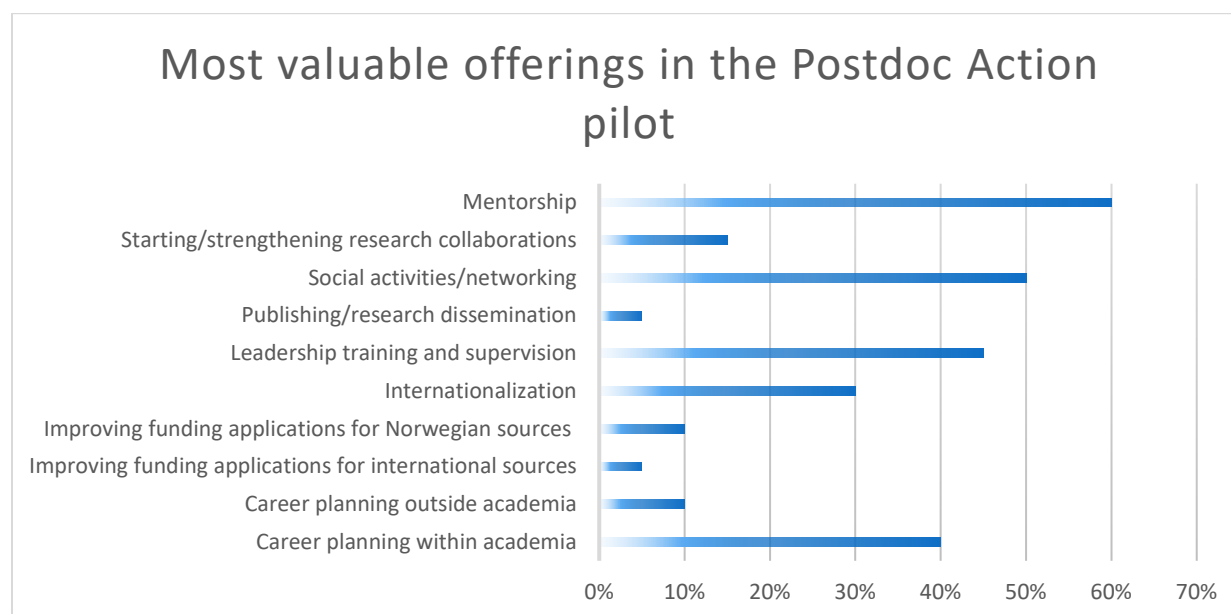 Most valuable offerings in the Postdoc Action
pilot
Mentorship
Starting/strengthening research collaborations
Social activities/networking
Publishing/research dissemination
Leadership training and supervision
Internationalization
Improving funding applications for Norwegian sources
Improving funding applications for international sources
Career planning outside academia
Career planning within academia
0% 10% 20% 30% 40% 50% 60% 70%